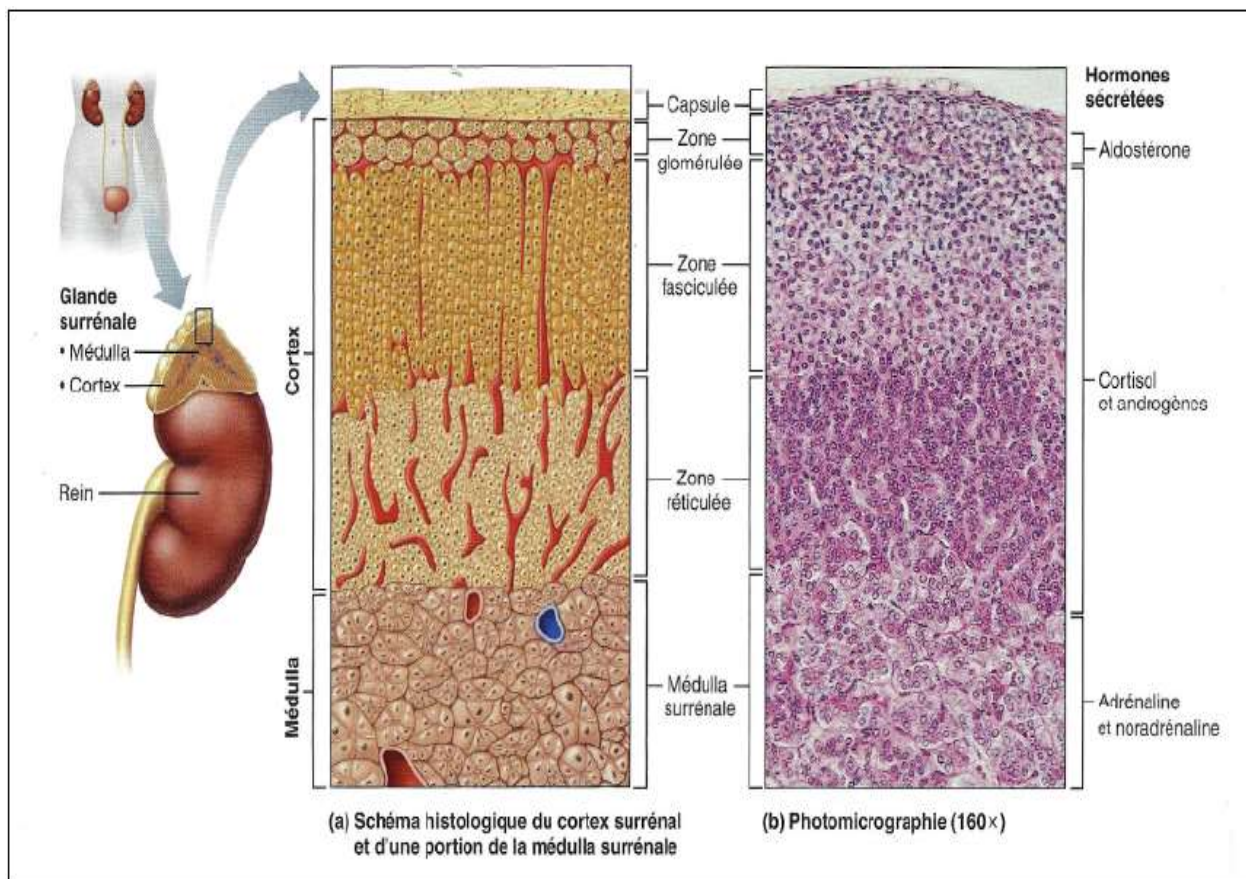 Glande
surrénale
• Médulla
• Cortex
Rein
Cortex
Médulla
Capsule
Zone
glomérulée
Zone
fasciculée
Zone
réticulée
Médulla
surrénale
Hormones
sécrétées
Aldostérone
Cortisol
et androgènes
Adrénaline
et noradrénaline
(a) Schéma histologique du cortex surrénal
et d'une portion de la médulla surrénale
(b) Photomicrographie (160×)